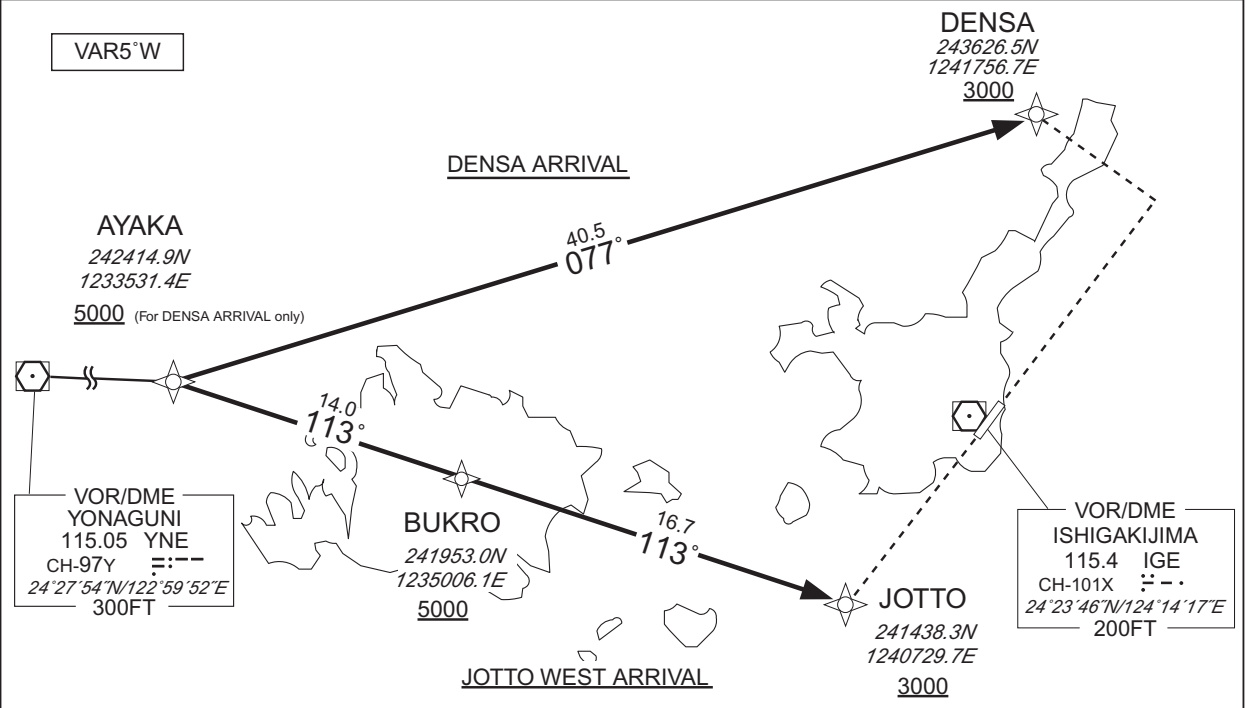 VAR5°W
DENSA
243626.5N
1241756.7E
3000
DENSA ARRIVAL
AYAKA
242414.9N
1233531.4E
5000 (For DENSA ARRIVAL only)
40.5
077°
14.0
113°
VOR/DME
YONAGUNI
115.05 YNE
CH-97Y
24°27´54˝N/122°59´52˝E
300FT
BUKRO
241953.0N
1235006.1E
5000
16.7
113°
JOTTO
241438.3N
1240729.7E
3000
VOR/DME
ISHIGAKIJIMA
115.4 IGE
CH-101X
24°23´46˝N/124°14´17˝E
200FT
JOTTO WEST ARRIVAL